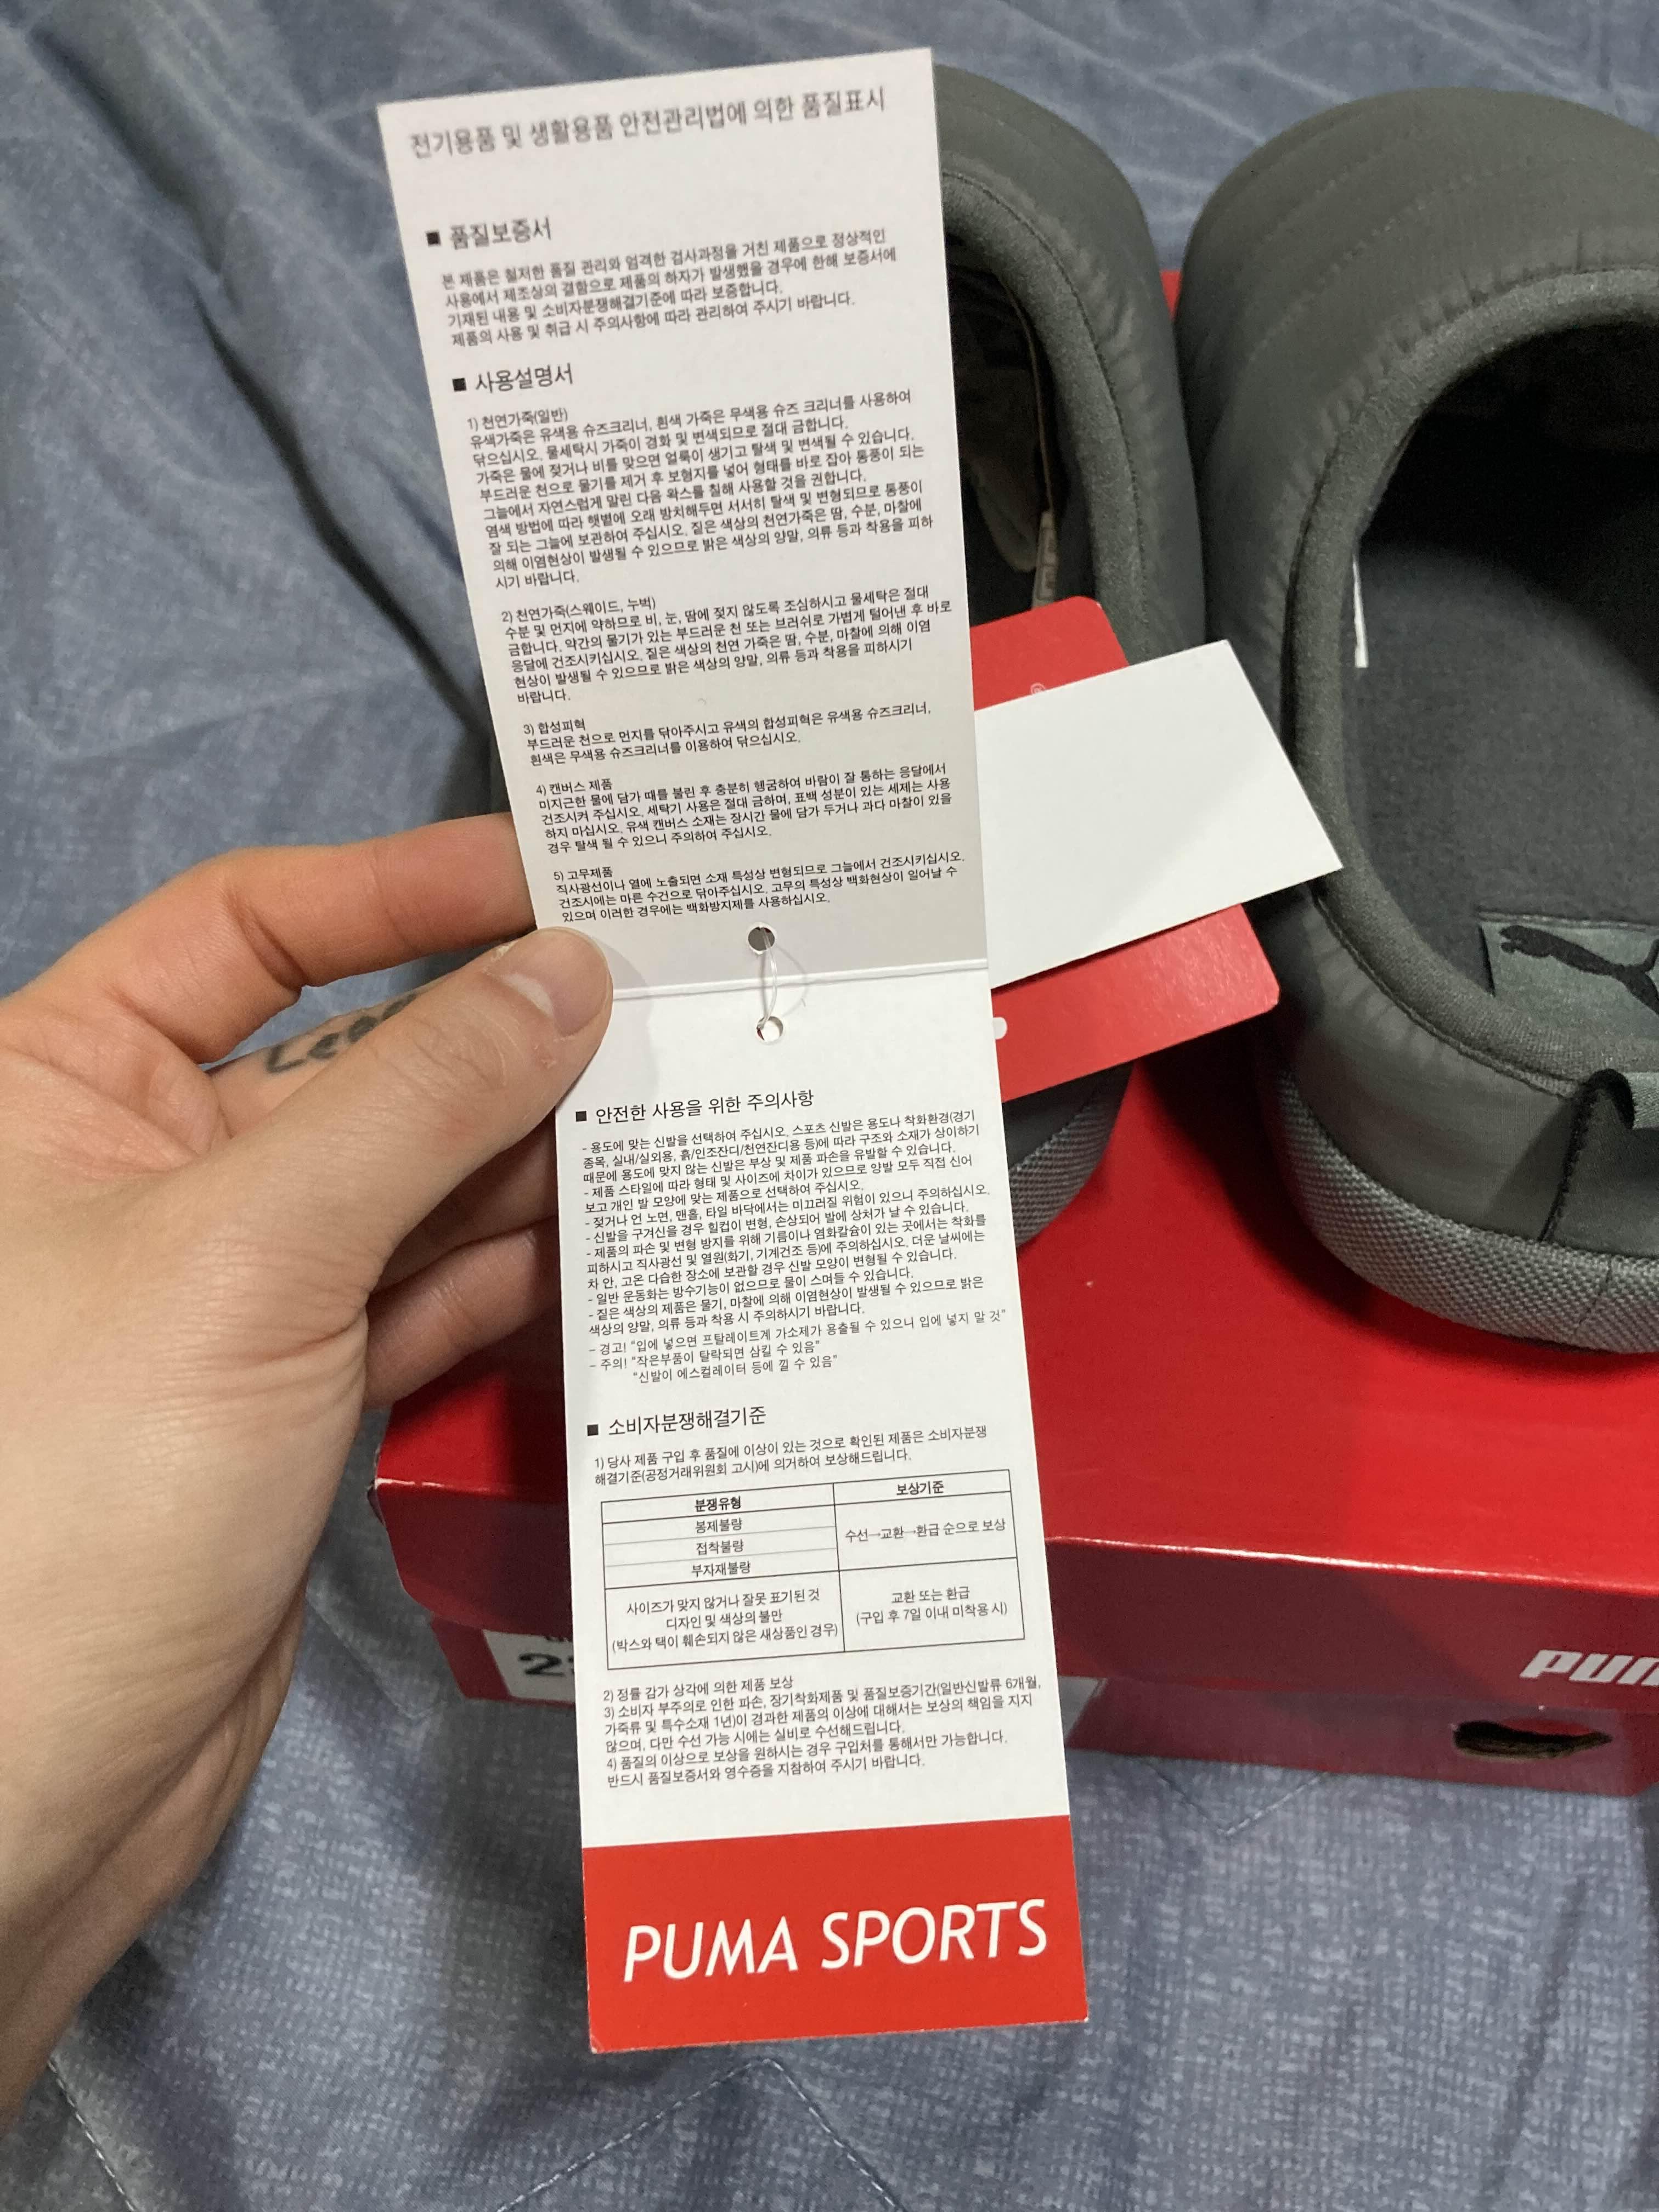 전기용품 및 생활용품 안전관리법에 의한 품질표시
■ 품질보증서
본 제품은 철저한 품질 관리와 엄격한 검사과정을 거친 제품으로 정상적인
사용에서 제조상의 결함으로 제품의 하자가 발생했을 경우에 한해 보증서에
기재된 내용 및 소비자분쟁해결기준에 따라 보증합니다.
제품의 사용 및 취급 시 주의사항에 따라 관리하여 주시기 바랍니다.
■ 사용설명서
1) 천연가죽(일반)
유색가죽은 유색용 슈즈크리너, 흰색 가죽은 무색용 슈즈 크리너를 사용하여
닦으십시오. 물세탁시 가죽이 경화 및 변색되므로 절대 금합니다.
가죽은 물에 젖거나 비를 맞으면 얼룩이 생기고 탈색 및 변색될 수 있습니다.
부드러운 천으로 물기를 제거 후 보형지를 넣어 형태를 바로 잡아 통풍이 되는
그늘에서 자연스럽게 말린 다음 왁스를 칠해 사용할 것을 권합니다.
염색 방법에 따라 햇볕에 오래 방치해두면 서서히 탈색 및 변형되므로 통풍이
잘 되는 그늘에 보관하여 주십시오. 짙은 색상의 천연가죽은 땀, 수분, 마찰에
의해 이염현상이 발생될 수 있으므로 밝은 색상의 양말, 의류 등과 착용을 피하
시기 바랍니다.
2) 천연가죽(스웨이드, 누벅)
수분 및 먼지에 약하므로 비, 눈, 땀에 젖지 않도록 조심하시고 물세탁은 절대
금합니다. 약간의 물기가 있는 부드러운 천 또는 브러쉬로 가볍게 털어낸 후 바로
응달에 건조시키십시오. 짙은 색상의 천연 가죽은 땀, 수분, 마찰에 의해 이염
현상이 발생될 수 있으므로 밝은 색상의 양말, 의류 등과 착용을 피하시기
바랍니다.
3) 합성피혁
부드러운 천으로 먼지를 닦아주시고 유색의 합성피혁은 유색용 슈즈크리너,
흰색은 무색용 슈즈크리너를 이용하여 닦으십시오.
4) 캔버스 제품
미지근한 물에 담가 때를 불린 후 충분히 헹굼하여 바람이 잘 통하는 응달에서
건조시켜 주십시오. 세탁기 사용은 절대 금하며, 표백 성분이 있는 세제는 사용
하지 마십시오. 유색 캔버스 소재는 장시간 물에 담가 두거나 과다 마찰이 있을
경우 탈색 될 수 있으니 주의하여 주십시오.
5) 고무제품
직사광선이나 열에 노출되면 소재 특성상 변형되므로 그늘에서 건조시키십시오.
건조시에는 마른 수건으로 닦아주십시오. 고무의 특성상 백화현상이 일어날 수
있으며 이러한 경우에는 백화방지제를 사용하십시오.
■ 안전한 사용을 위한 주의사항
- 용도에 맞는 신발을 선택하여 주십시오. 스포츠 신발은 용도나 착화환경(경기
종목, 실내/실외용, 흙/인조잔디/천연잔디용 등)에 따라 구조와 소재가 상이하기
때문에 용도에 맞지 않는 신발은 부상 및 제품 파손을 유발할 수 있습니다.
- 제품 스타일에 따라 형태 및 사이즈에 차이가 있으므로 양발 모두 직접 신어
보고 개인 발 모양에 맞는 제품으로 선택하여 주십시오.
- 젖거나 언 노면, 맨홀, 타일 바닥에서는 미끄러질 위험이 있으니 주의하십시오.
- 신발을 구겨신을 경우 힐컵이 변형, 손상되어 발에 상처가 날 수 있습니다.
- 제품의 파손 및 변형 방지를 위해 기름이나 염화칼슘이 있는 곳에서는 착화를
피하시고 직사광선 및 열원(화기, 기계건조 등)에 주의하십시오. 더운 날씨에는
차 안, 고온 다습한 장소에 보관할 경우 신발 모양이 변형될 수 있습니다.
- 일반 운동화는 방수기능이 없으므로 물이 스며들 수 있습니다.
- 짙은 색상의 제품은 물기, 마찰에 의해 이염현상이 발생될 수 있으므로 밝은
색상의 양말, 의류 등과 착용 시 주의하시기 바랍니다.
- 경고! "입에 넣으면 프탈레이트계 가소제가 용출될 수 있으니 입에 넣지 말 것"
- 주의! "작은부품이 탈락되면 삼킬 수 있음"
"신발이 에스컬레이터 등에 낄 수 있음"
■ 소비자분쟁해결기준
1) 당사 제품 구입 후 품질에 이상이 있는 것으로 확인된 제품은 소비자분쟁
해결기준(공정거래위원회 고시)에 의거하여 보상해드립니다.
분쟁유형 보상기준
봉제불량
접착불량 수선→교환→환급 순으로 보상
부자재불량
사이즈가 맞지 않거나 잘못 표기된 것 교환 또는 환급
디자인 및 색상의 불만 (구입 후 7일 이내 미착용 시)
(박스와 택이 훼손되지 않은 새상품인 경우)
2) 정률 감가 상각에 의한 제품 보상
3) 소비자 부주의로 인한 파손, 장기착화제품 및 품질보증기간(일반신발류 6개월,
가죽류 및 특수소재 1년)이 경과한 제품의 이상에 대해서는 보상의 책임을 지지
않으며, 다만 수선 가능 시에는 실비로 수선해드립니다.
4) 품질의 이상으로 보상을 원하시는 경우 구입처를 통해서만 가능합니다.
반드시 품질보증서와 영수증을 지참하여 주시기 바랍니다.
PUMA SPORTS